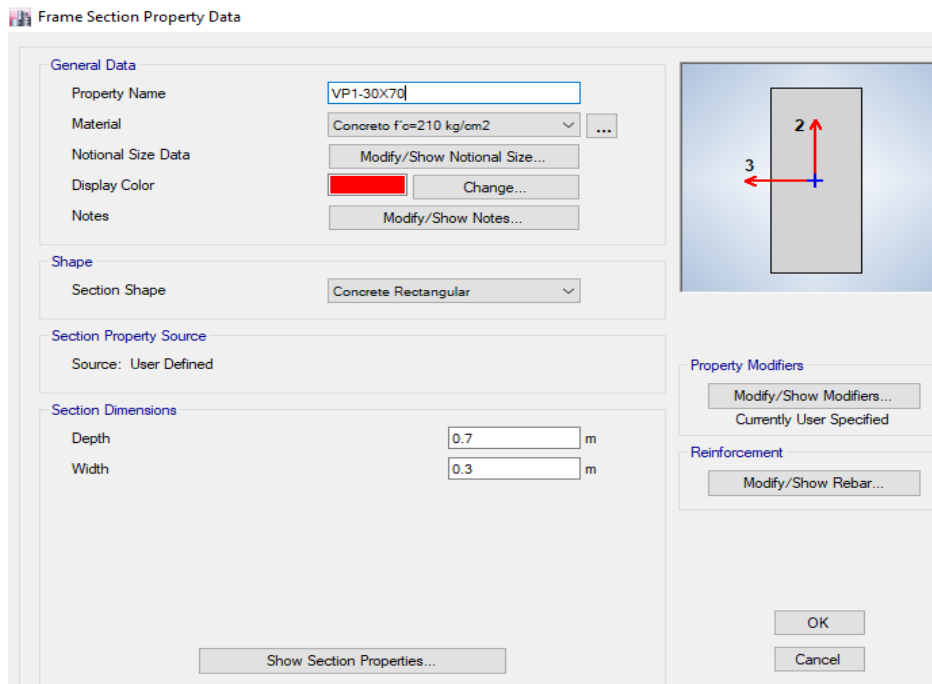 Frame Section Property Data
General Data
Property Name VP1-30X70
Material Concreto f´c=210 kg/cm2 ...
Notional Size Data Modify/Show Notional Size...
Display Color Change...
Notes Modify/Show Notes...
Shape
Section Shape Concrete Rectangular
Section Property Source
Source: User Defined
Section Dimensions
Depth 0.7 m
Width 0.3 m
Show Section Properties...
2
3
Property Modifiers
Modify/Show Modifiers...
Currently User Specified
Reinforcement
Modify/Show Rebar...
OK
Cancel